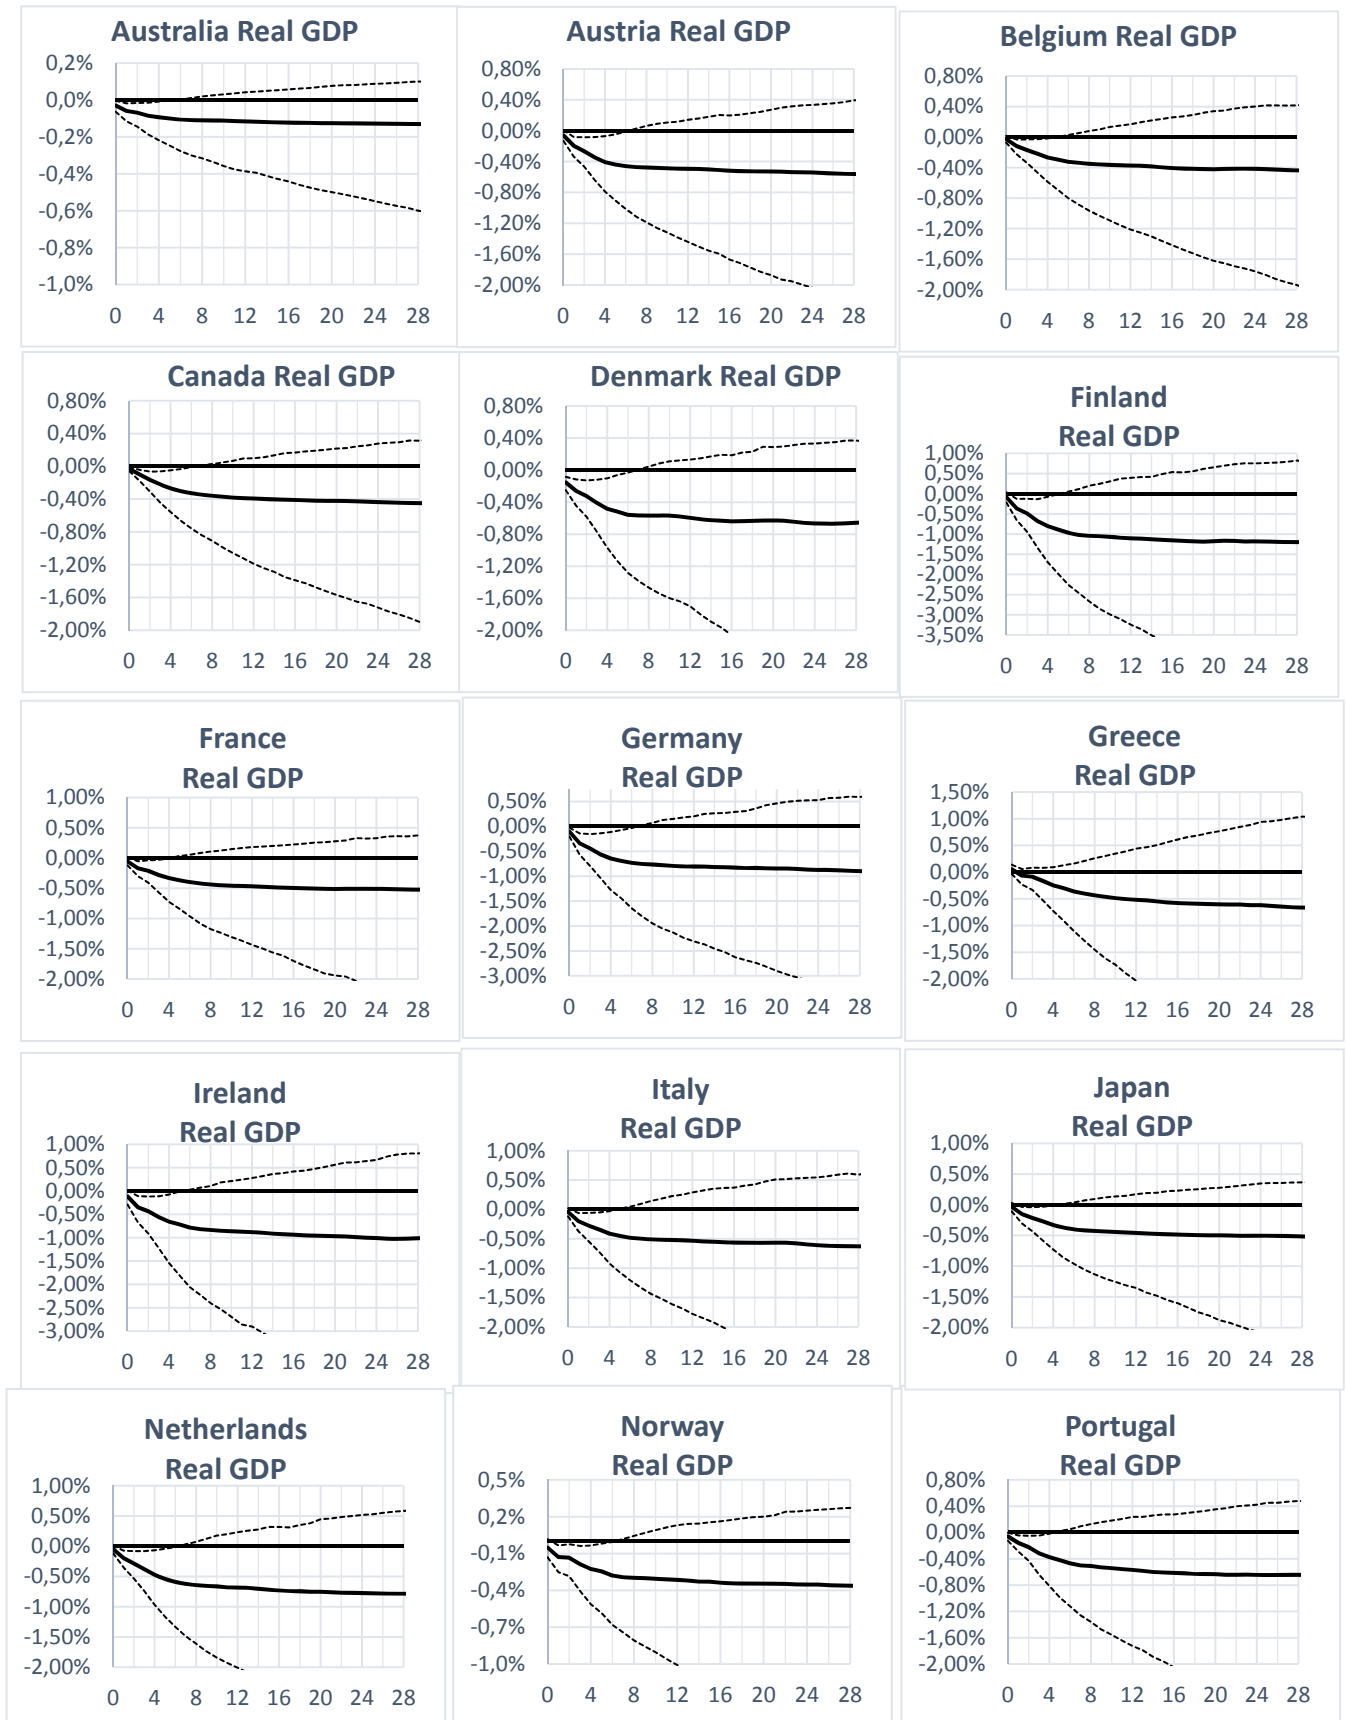 Australia Real GDP
0,2%
0,0%
-0,2%
-0,4%
-0,6%
-0,8%
-1,0%
0 4 8 12 16 20 24 28
Austria Real GDP
0,80%
0,40%
0,00%
-0,40%
-0,80%
-1,20%
-1,60%
-2,00%
0 4 8 12 16 20 24 28
Belgium Real GDP
0,80%
0,40%
0,00%
-0,40%
-0,80%
-1,20%
-1,60%
-2,00%
0 4 8 12 16 20 24 28
Canada Real GDP
0,80%
0,40%
0,00%
-0,40%
-0,80%
-1,20%
-1,60%
-2,00%
0 4 8 12 16 20 24 28
Denmark Real GDP
0,80%
0,40%
0,00%
-0,40%
-0,80%
-1,20%
-1,60%
-2,00%
0 4 8 12 16 20 24 28
Finland
Real GDP
1,00%
0,50%
0,00%
-0,50%
-1,00%
-1,50%
-2,00%
-2,50%
-3,00%
-3,50%
0 4 8 12 16 20 24 28
France
Real GDP
1,00%
0,50%
0,00%
-0,50%
-1,00%
-1,50%
-2,00%
0 4 8 12 16 20 24 28
Germany
Real GDP
0,50%
0,00%
-0,50%
-1,00%
-1,50%
-2,00%
-2,50%
-3,00%
0 4 8 12 16 20 24 28
Greece
Real GDP
1,50%
1,00%
0,50%
0,00%
-0,50%
-1,00%
-1,50%
-2,00%
0 4 8 12 16 20 24 28
Ireland
Real GDP
1,00%
0,50%
0,00%
-0,50%
-1,00%
-1,50%
-2,00%
-2,50%
-3,00%
0 4 8 12 16 20 24 28
Italy
Real GDP
1,00%
0,50%
0,00%
-0,50%
-1,00%
-1,50%
-2,00%
0 4 8 12 16 20 24 28
Japan
Real GDP
1,00%
0,50%
0,00%
-0,50%
-1,00%
-1,50%
-2,00%
0 4 8 12 16 20 24 28
Netherlands
Real GDP
1,00%
0,50%
0,00%
-0,50%
-1,00%
-1,50%
-2,00%
0 4 8 12 16 20 24 28
Norway
Real GDP
0,5%
0,2%
-0,1%
-0,4%
-0,7%
-1,0%
0 4 8 12 16 20 24 28
Portugal
Real GDP
0,80%
0,40%
0,00%
-0,40%
-0,80%
-1,20%
-1,60%
-2,00%
0 4 8 12 16 20 24 28